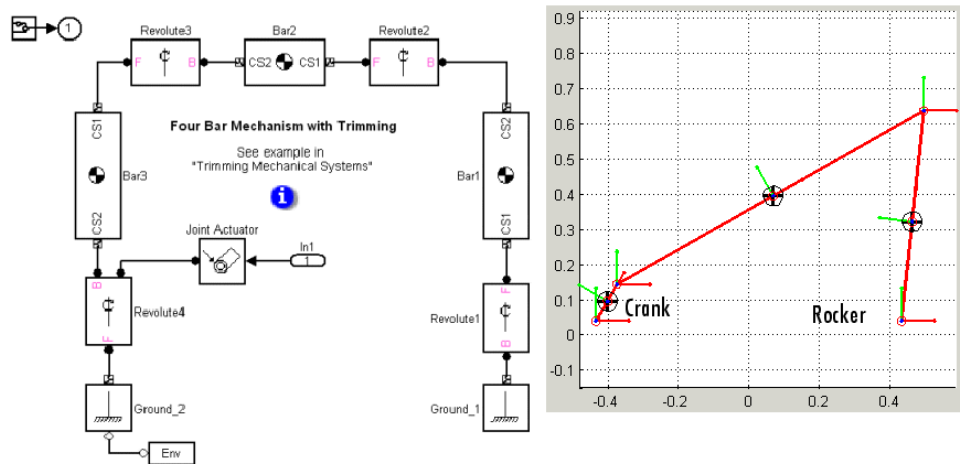 1
Revolute3
Bar2
Revolute2
F
B
CS2
CS1
F
B
CS1
CS2
Bar3
Four Bar Mechanism with Trimming
See example in
"Trimming Mechanical Systems"
i
CS2
CS1
Bar1
Joint Actuator
In1
1
B
F
Revolute4
F
B
Revolute1
Ground_2
Ground_1
Env
0.9
0.8
0.7
0.6
0.5
0.4
0.3
0.2
0.1
0
-0.1
-0.4
-0.2
0
0.2
0.4
Crank
Rocker